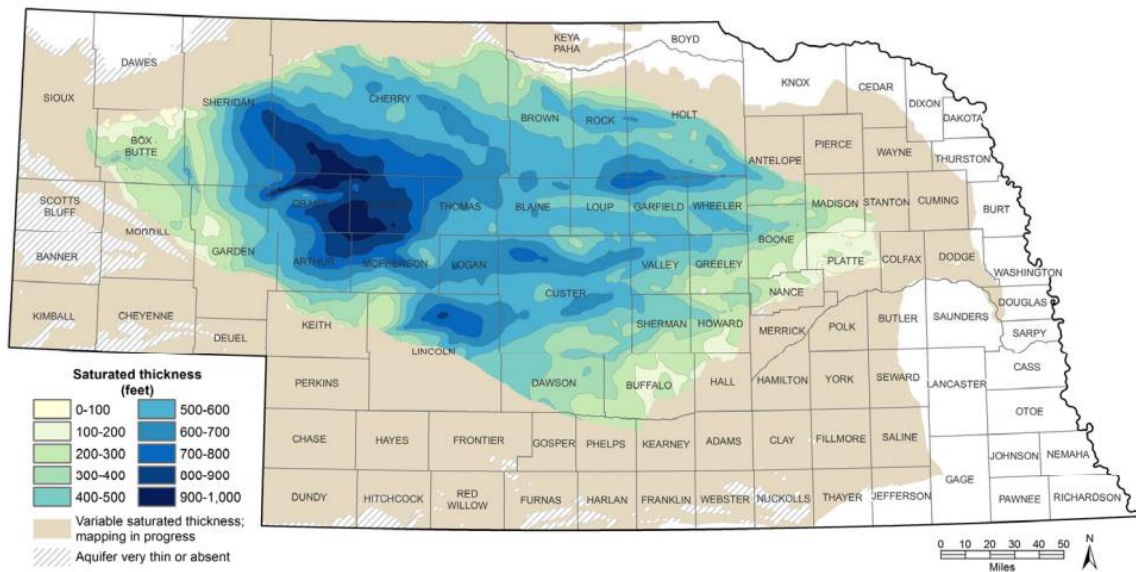 KEYA
PAHA
BOYD
DAWES
KNOX
CEDAR
SIOUX
SHERIDAN
CHERRY
BROWN
ROCK
HOLT
DIXON
DAKOTA
BOX
BUTTE
ANTELOPE
PIERCE
WAYNE
THURSTON
SCOTTS
BLUFF
MORRILL
GARDEN
GRANT
THOMAS
BLAINE
LOUP
GARFIELD
WHEELER
MADISON
STANTON
CUMING
BURT
BANNER
ARTHUR
MCPHERSON
LOGAN
CUSTER
VALLEY
GREELEY
BOONE
PLATTE
COLFAX
DODGE
WASHINGTON
NANCE
KIMBALL
CHEYENNE
DEUEL
KEITH
LINCOLN
SHERMAN
HOWARD
MERRICK
POLK
BUTLER
SAUNDERS
DOUGLAS
SARPY
PERKINS
DAWSON
BUFFALO
HALL
HAMILTON
YORK
SEWARD
LANCASTER
CASS
OTOE
CHASE
HAYES
FRONTIER
GOSPER
PHELPS
KEARNEY
ADAMS
CLAY
FILLMORE
SALINE
GAGE
JOHNSON
NEMAHA
DUNDY
HITCHCOCK
RED
WILLOW
FURNAS
HARLAN
FRANKLIN
WEBSTER
NUCKOLLS
THAYER
JEFFERSON
PAWNEE
RICHARDSON
Saturated thickness
(feet)
0-100
500-600
100-200
600-700
200-300
700-800
300-400
800-900
400-500
900-1,000
Variable saturated thickness;
mapping in progress
Aquifer very thin or absent
0 10 20 30 40 50
Miles
N